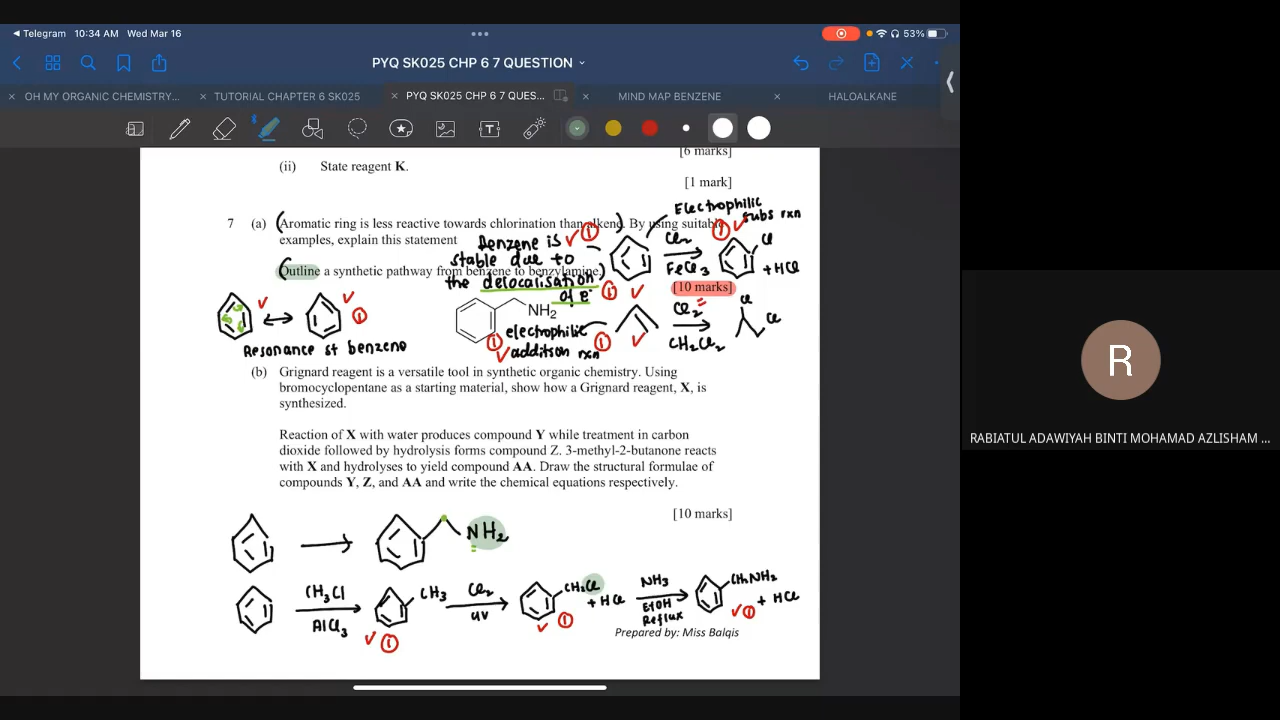 Telegram 10:34 AM Wed Mar 16 53%
PYQ SK025 CHP 6 7 QUESTION
OH MY ORGANIC CHEMISTRY... TUTORIAL CHAPTER 6 SK025 PYQ SK025 CHP 6 7 QUES... MIND MAP BENZENE HALOALKANE
[6 marks]
(ii) State reagent K.
[1 mark]
Electrophilic
subs rxn
7 (a) (Aromatic ring is less reactive towards chlorination than alkene). By using suitable
examples, explain this statement
Benzene is
stable due to
the delocalisation
of e⁻
Cl₂
FeCl₃
Cl
+ HCl
(Outline a synthetic pathway from benzene to benzylamine.)
[10 marks]
NH₂
electrophilic
addition rxn
Cl₂
CH₂Cl₂
Cl
Cl
Resonance st benzene
(b) Grignard reagent is a versatile tool in synthetic organic chemistry. Using
bromocyclopentane as a starting material, show how a Grignard reagent, X, is
synthesized.
Reaction of X with water produces compound Y while treatment in carbon
dioxide followed by hydrolysis forms compound Z. 3-methyl-2-butanone reacts
with X and hydrolyses to yield compound AA. Draw the structural formulae of
compounds Y, Z, and AA and write the chemical equations respectively.
[10 marks]
NH₂
CH₃Cl
AlCl₃
CH₃
Cl₂
uv
CH₂Cl
+ HCl
NH₃
EtOH
Reflux
CH₂NH₂
+ HCl
Prepared by: Miss Balqis
R
RABIATUL ADAWIYAH BINTI MOHAMAD AZLISHAM ...